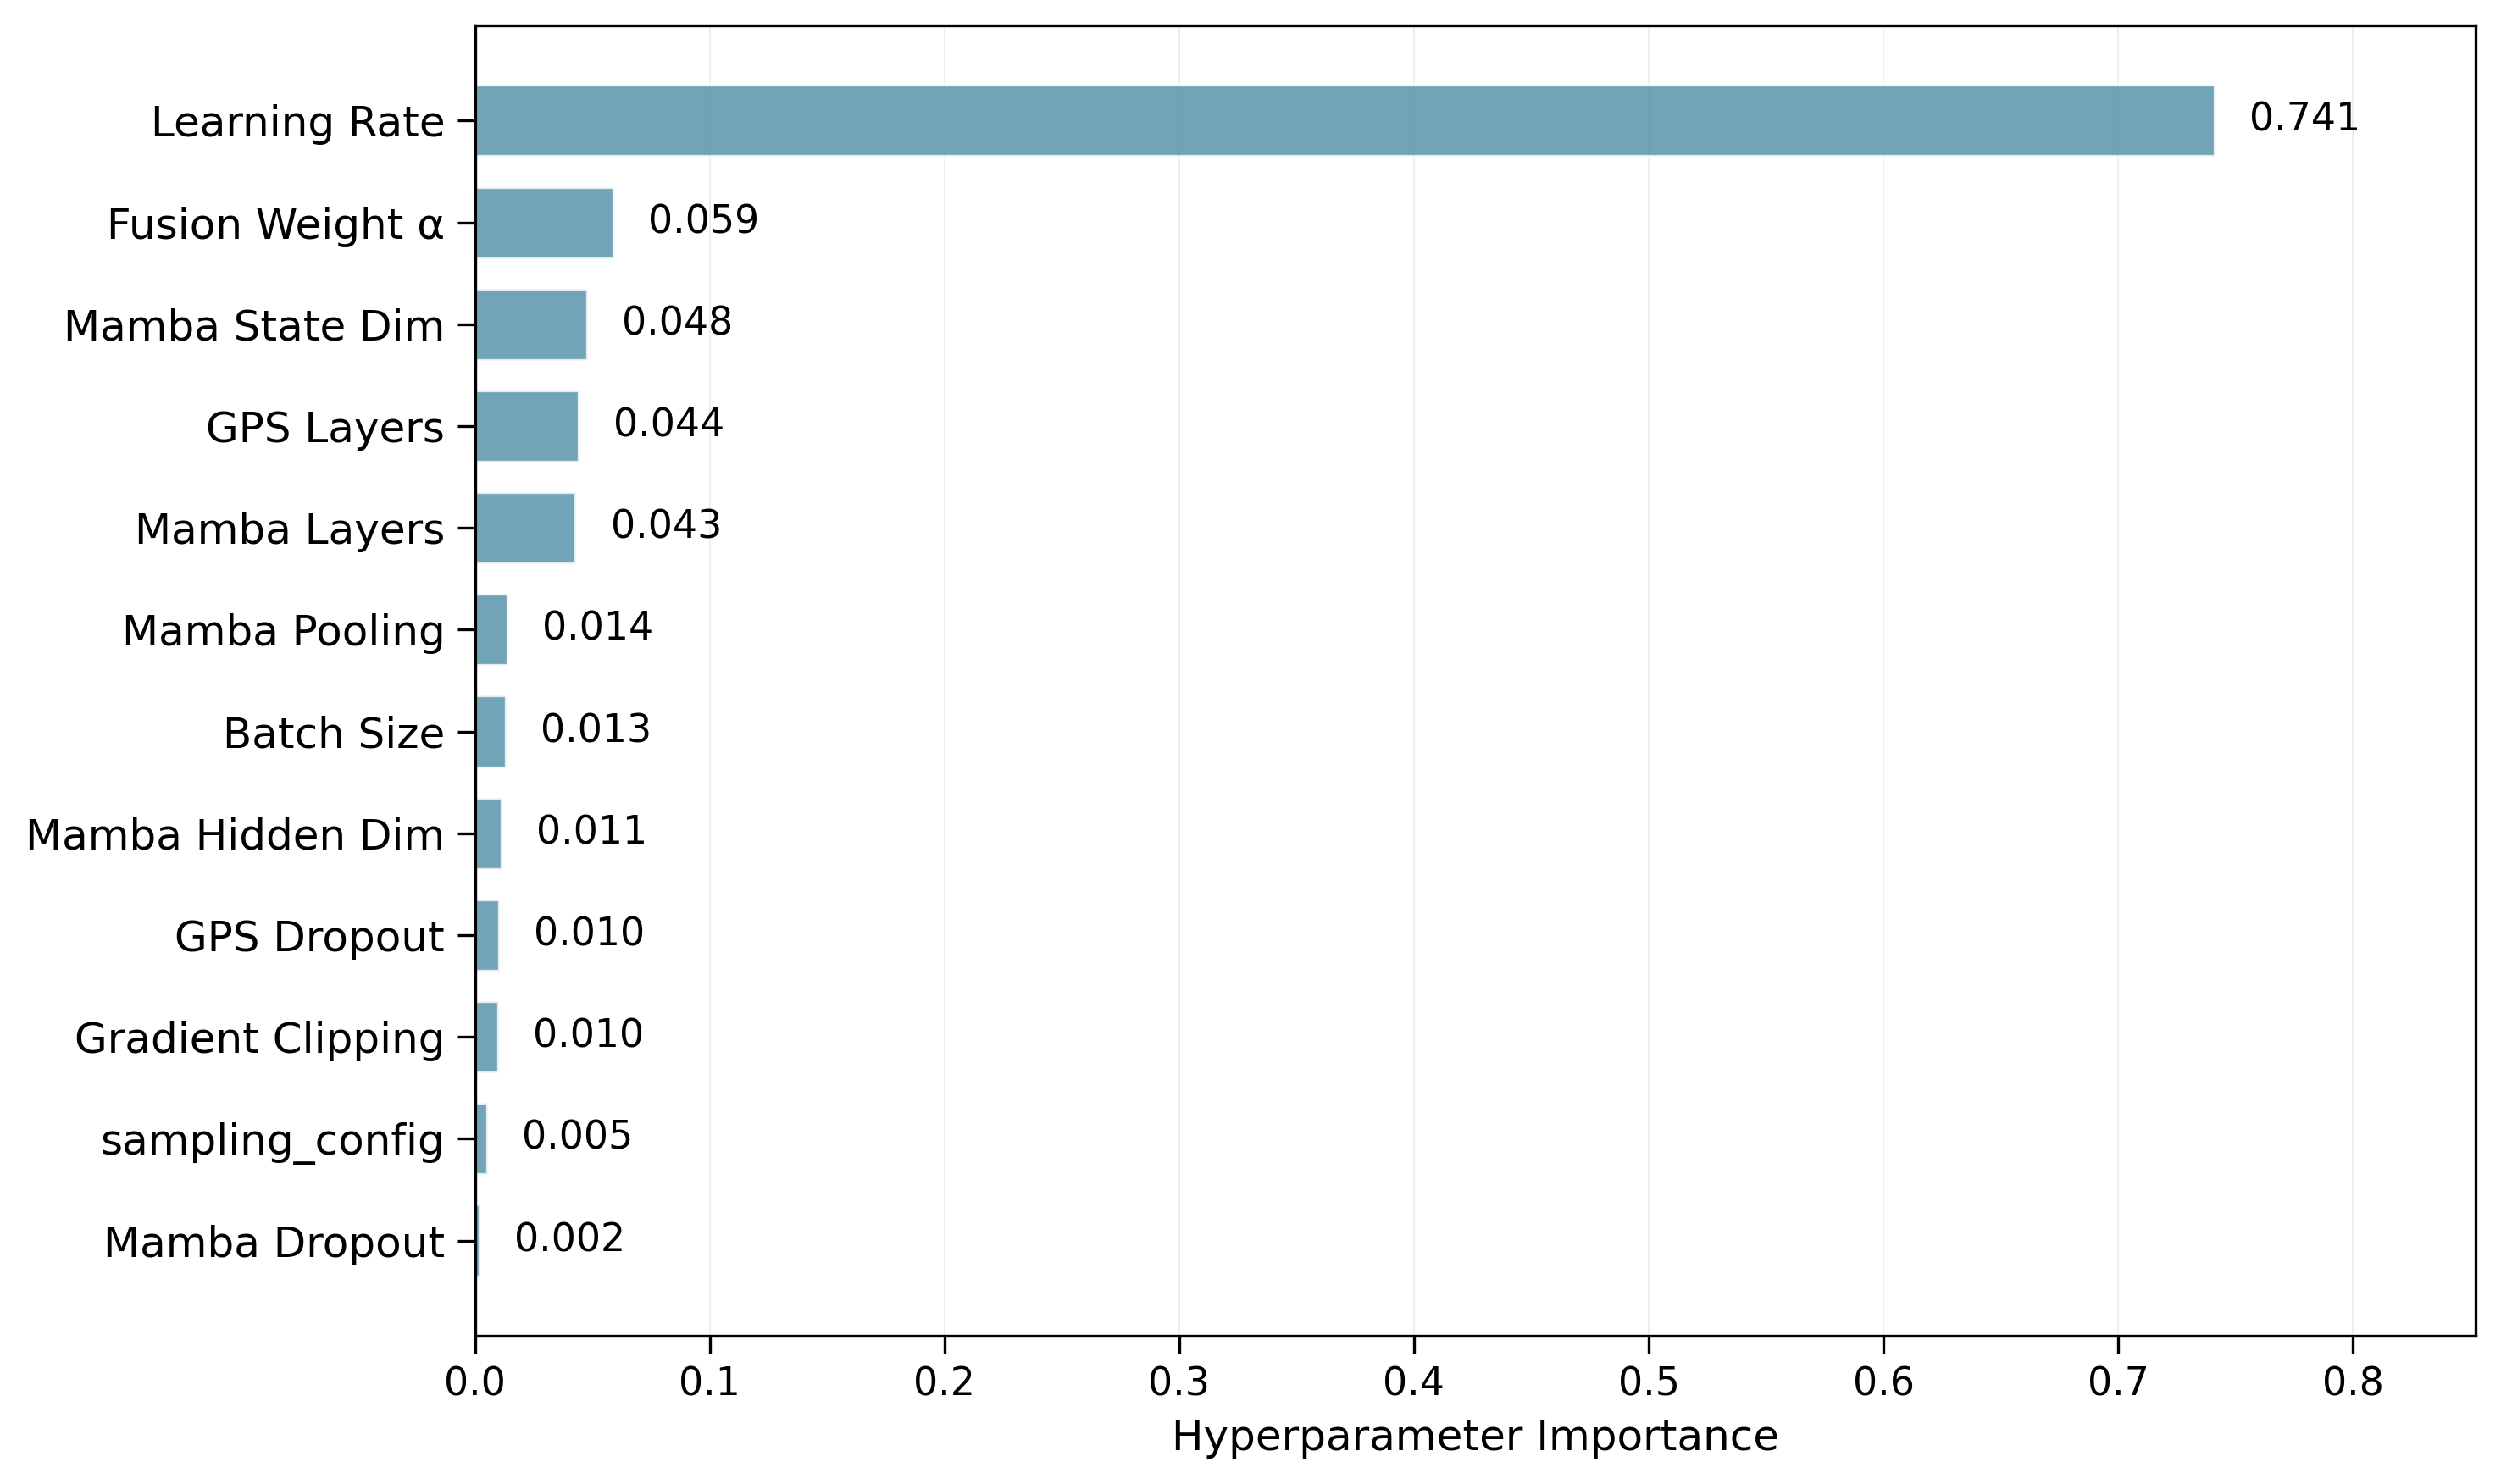 Learning Rate 0.741
Fusion Weight α 0.059
Mamba State Dim 0.048
GPS Layers 0.044
Mamba Layers 0.043
Mamba Pooling 0.014
Batch Size 0.013
Mamba Hidden Dim 0.011
GPS Dropout 0.010
Gradient Clipping 0.010
sampling_config 0.005
Mamba Dropout 0.002
0.0 0.1 0.2 0.3 0.4 0.5 0.6 0.7 0.8
Hyperparameter Importance